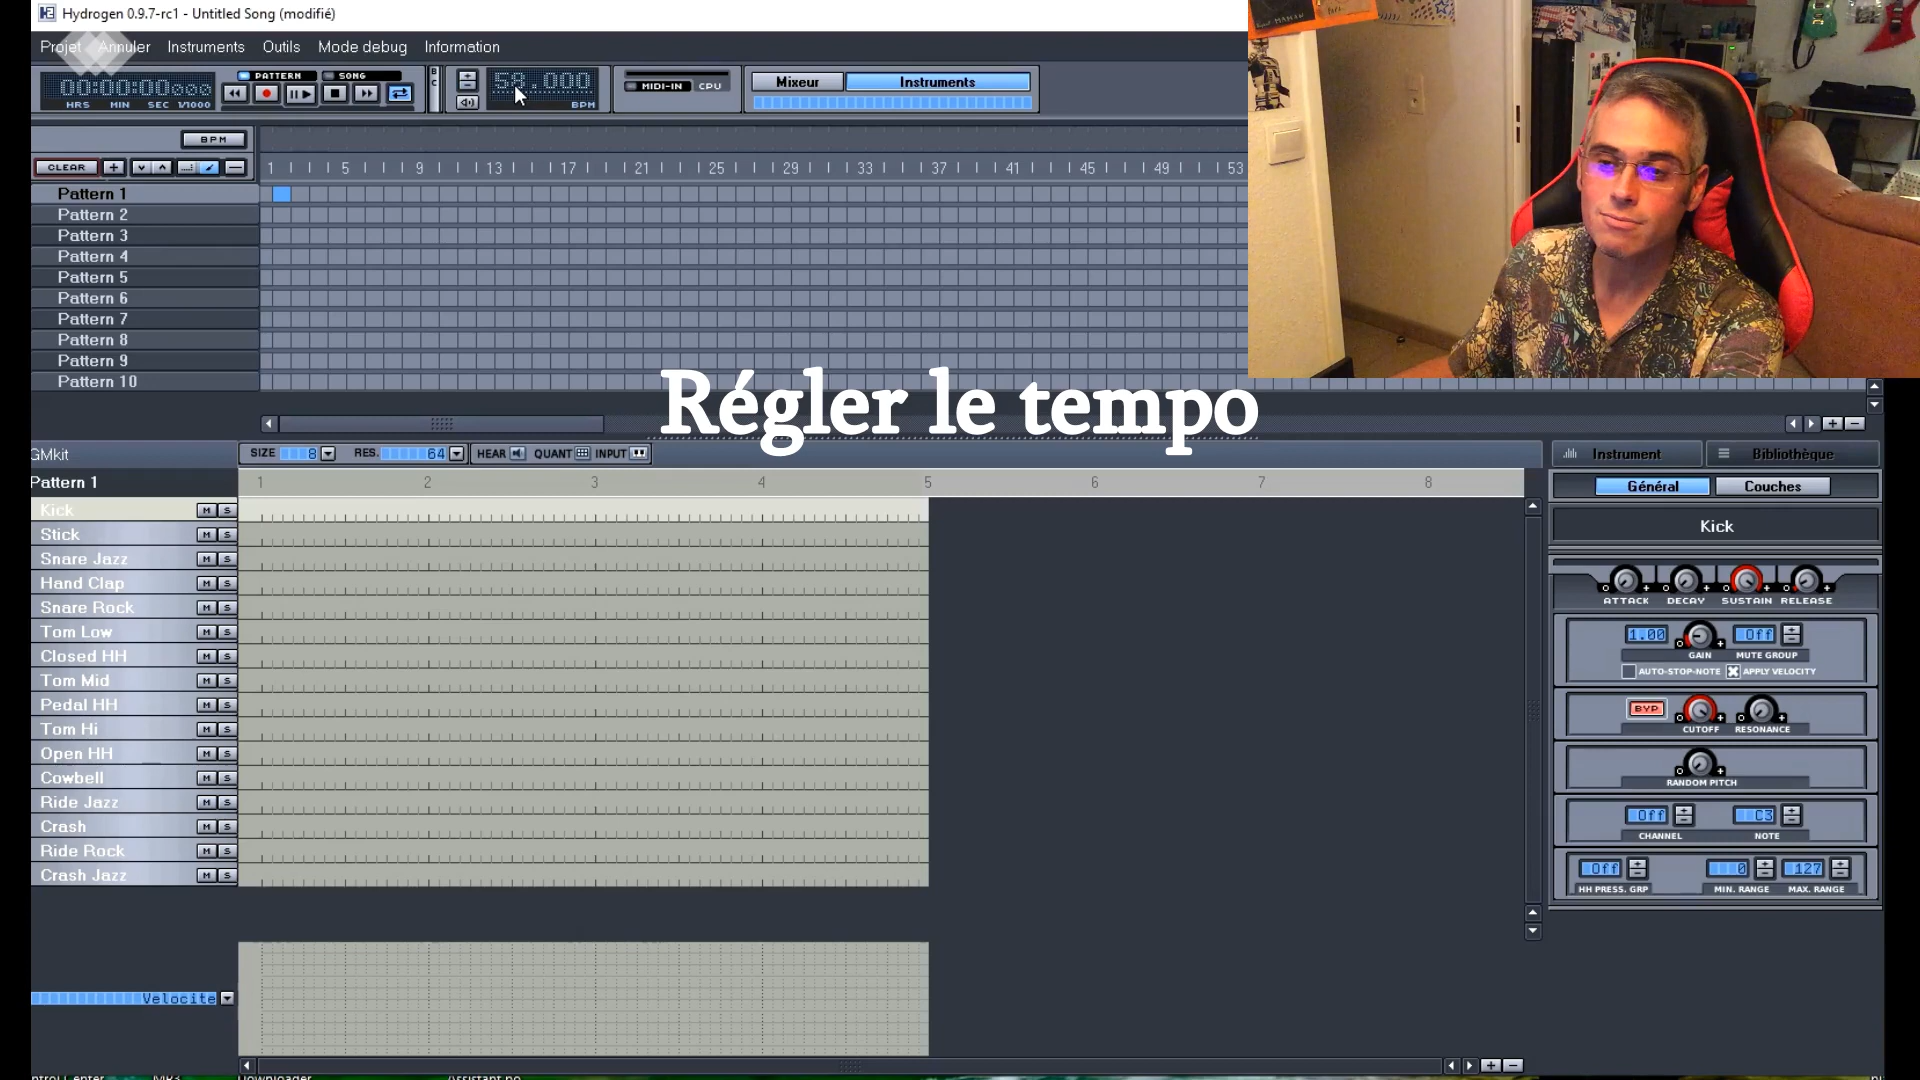 Hydrogen 0.9.7-rc1 - Untitled Song (modifié)
Projet Annuler Instruments Outils Mode debug Information
PATTERN SONG
00:00:00000
HRS MIN SEC 1/1000
58.000
BPM
MIDI-IN CPU
Mixeur Instruments
BPM
CLEAR
1 5 9 13 17 21 25 29 33 37 41 45 49 53
Pattern 1
Pattern 2
Pattern 3
Pattern 4
Pattern 5
Pattern 6
Pattern 7
Pattern 8
Pattern 9
Pattern 10
Régler le tempo
GMkit
SIZE 8 RES. 64 HEAR QUANT INPUT
Pattern 1
1 2 3 4 5 6 7 8
Kick M S
Stick M S
Snare Jazz M S
Hand Clap M S
Snare Rock M S
Tom Low M S
Closed HH M S
Tom Mid M S
Pedal HH M S
Tom Hi M S
Open HH M S
Cowbell M S
Ride Jazz M S
Crash M S
Ride Rock M S
Crash Jazz M S
Velocite
Instrument Bibliothèque
Général Couches
Kick
ATTACK DECAY SUSTAIN RELEASE
1.00 Off
GAIN MUTE GROUP
AUTO-STOP-NOTE APPLY VELOCITY
BYP
CUTOFF RESONANCE
RANDOM PITCH
Off C3
CHANNEL NOTE
Off 0 127
HH PRESS. GRP MIN. RANGE MAX. RANGE